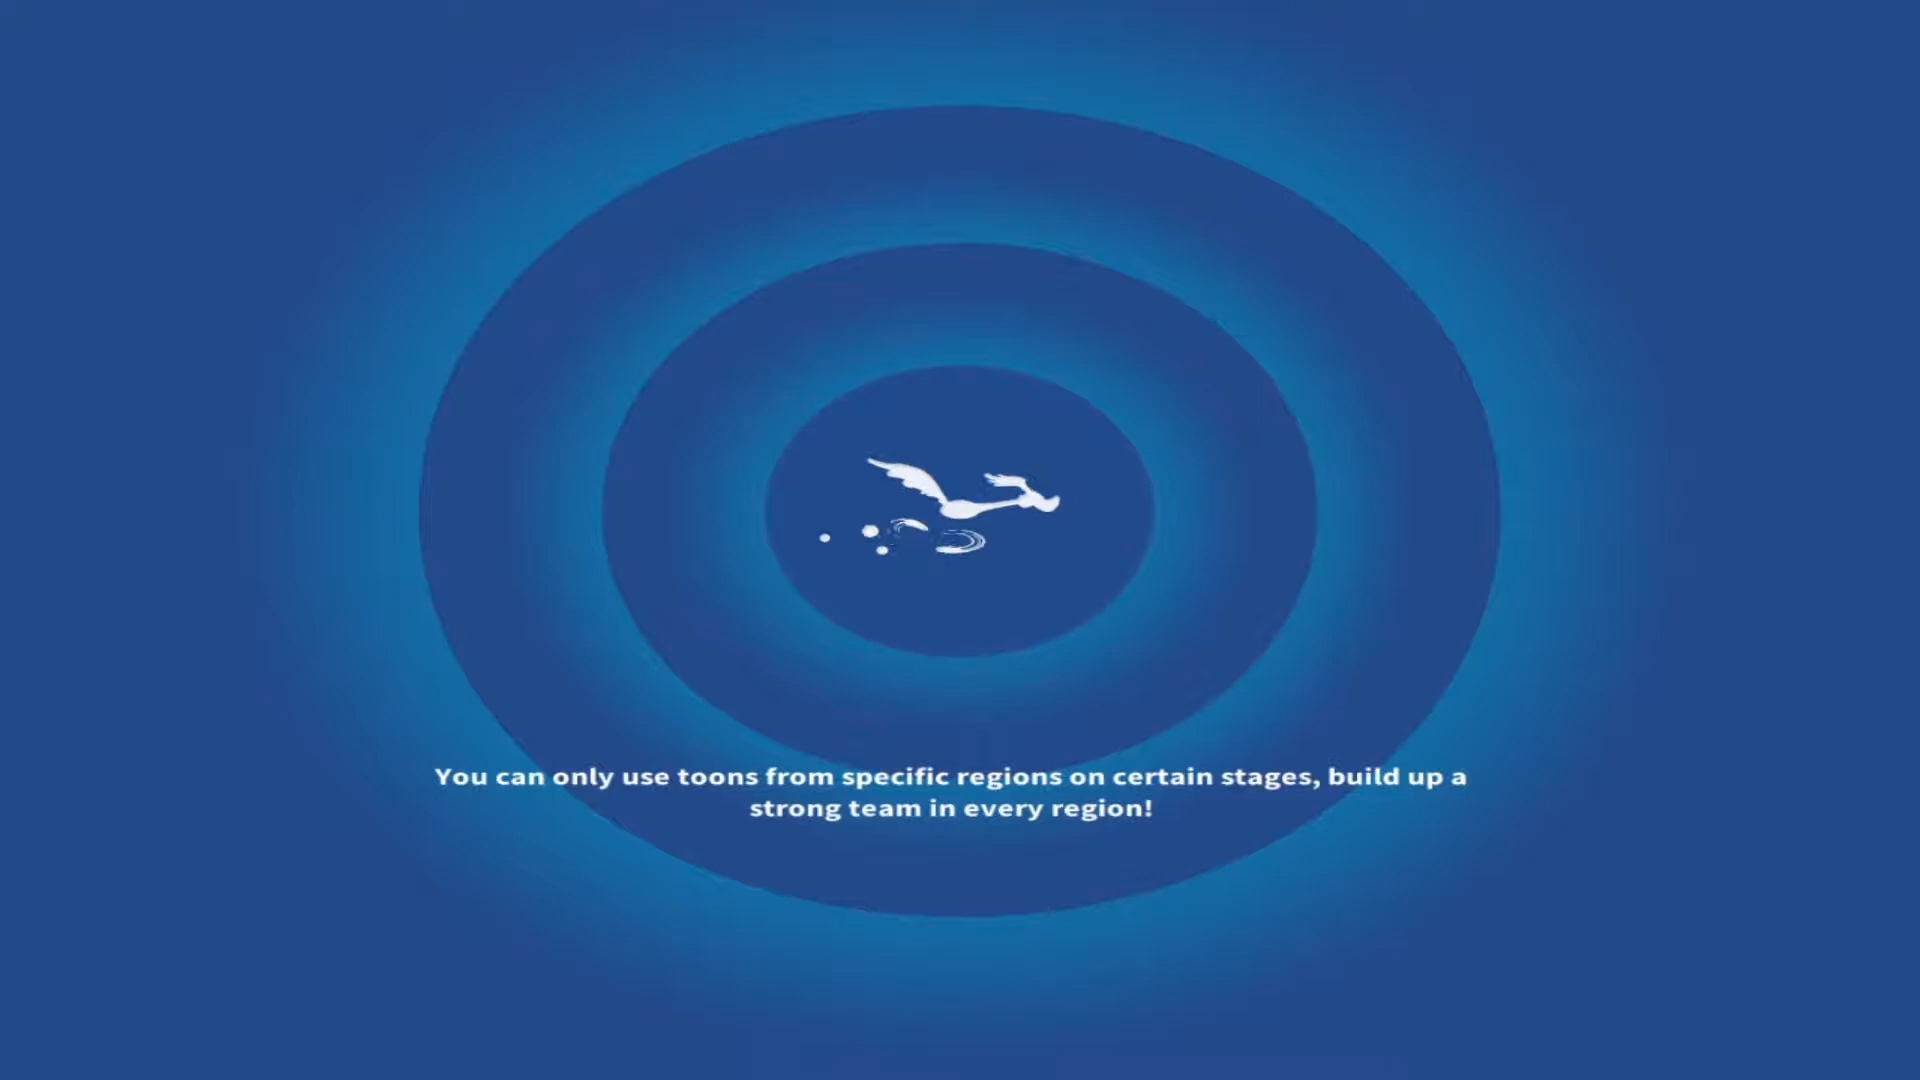 You can only use toons from specific regions on certain stages, build up a
strong team in every region!